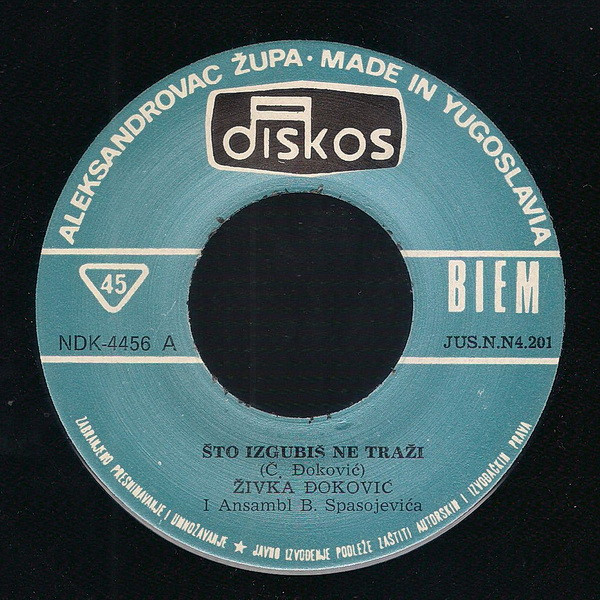 ALEKSANDROVAC ŽUPA · MADE IN YUGOSLAVIA
DISKOS
45
BIEM
NDK-4456 A
JUS.N.N4.201
ŠTO IZGUBIŠ NE TRAŽI
(Č. Đoković)
ŽIVKA ĐOKOVIĆ
I Ansambl B. Spasojevića
ZABRANJENO PRESNIMAVANJE I UMNOŽAVANJE ★ JAVNO IZVOĐENJE PODLEŽE ZAŠTITI AUTORSKIH I IZVOĐAČKIH PRAVA